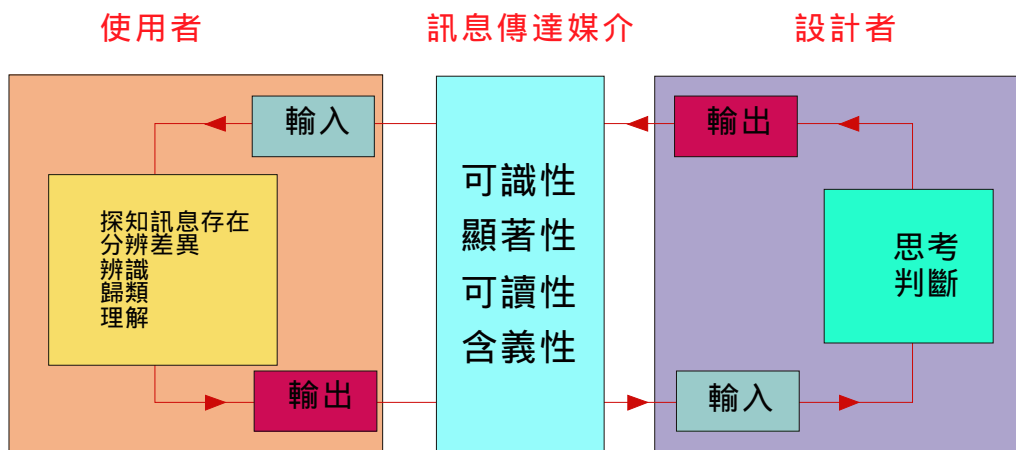 使用者
訊息傳達媒介
設計者
輸入
探知訊息存在
分辨差異
辨識
歸類
理解
輸出
可識性
顯著性
可讀性
含義性
輸出
思考
判斷
輸入